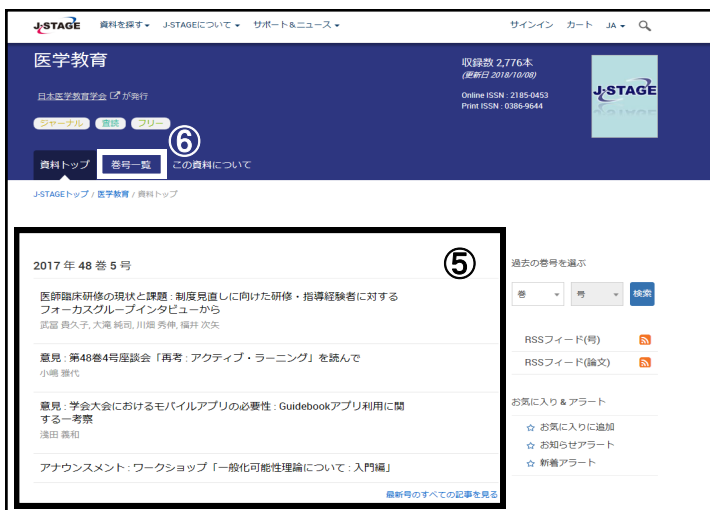 J-STAGE 資料を探す J-STAGEについて サポート＆ニュース サインイン カート JA
医学教育
日本医学教育学会 が発行
ジャーナル 査読 フリー
収録数 2,776本
(更新日 2018/10/08)
Online ISSN : 2185-0453
Print ISSN : 0386-9644
J-STAGE
⑥
資料トップ 巻号一覧 この資料について
J-STAGEトップ / 医学教育 / 資料トップ
⑤
2017 年 48 巻 5 号
医師臨床研修の現状と課題 : 制度見直しに向けた研修・指導経験者に対する
フォーカスグループインタビューから
武冨 貴久子, 大滝 純司, 川畑 秀伸, 福井 次矢
意見 : 第48巻4号座談会「再考 : アクティブ・ラーニング」を読んで
小嶋 雅代
意見 : 学会大会におけるモバイルアプリの必要性 : Guidebookアプリ利用に関
する一考察
淺田 義和
アナウンスメント : ワークショップ「一般化可能性理論について : 入門編」
最新号のすべての記事を見る
過去の巻号を選ぶ
巻 号 検索
RSSフィード(号)
RSSフィード(論文)
お気に入り & アラート
お気に入りに追加
お知らせアラート
新着アラート